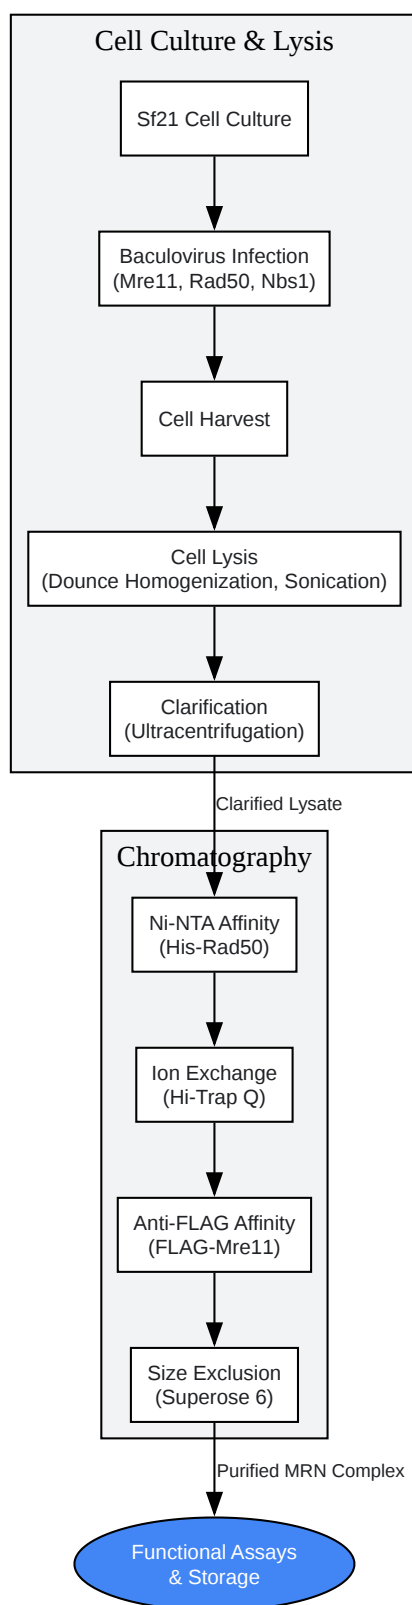 Cell Culture & Lysis
Sf21 Cell Culture
Baculovirus Infection
(Mre11, Rad50, Nbs1)
Cell Harvest
Cell Lysis
(Dounce Homogenization, Sonication)
Clarification
(Ultracentrifugation)
Clarified Lysate
Chromatography
Ni-NTA Affinity
(His-Rad50)
Ion Exchange
(Hi-Trap Q)
Anti-FLAG Affinity
(FLAG-Mre11)
Size Exclusion
(Superose 6)
Purified MRN Complex
Functional Assays
& Storage